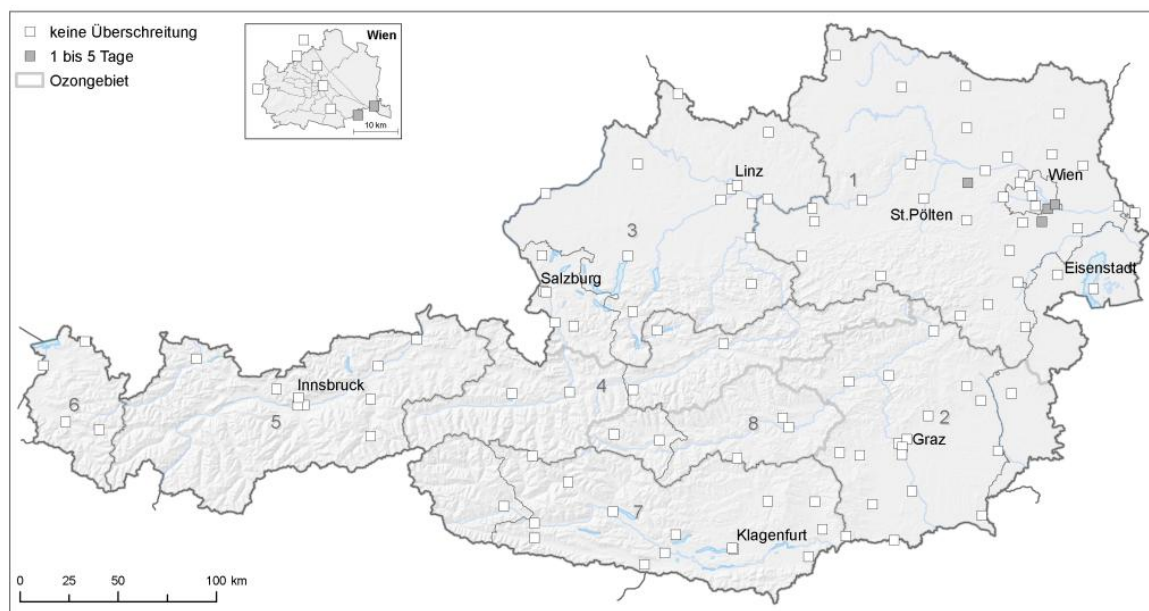 keine Überschreitung
1 bis 5 Tage
Ozongebiet
Wien
10 km
Linz
1
Wien
St.Pölten
3
Salzburg
Eisenstadt
Innsbruck
4
6
5
8
2
Graz
7
Klagenfurt
0 25 50 100 km